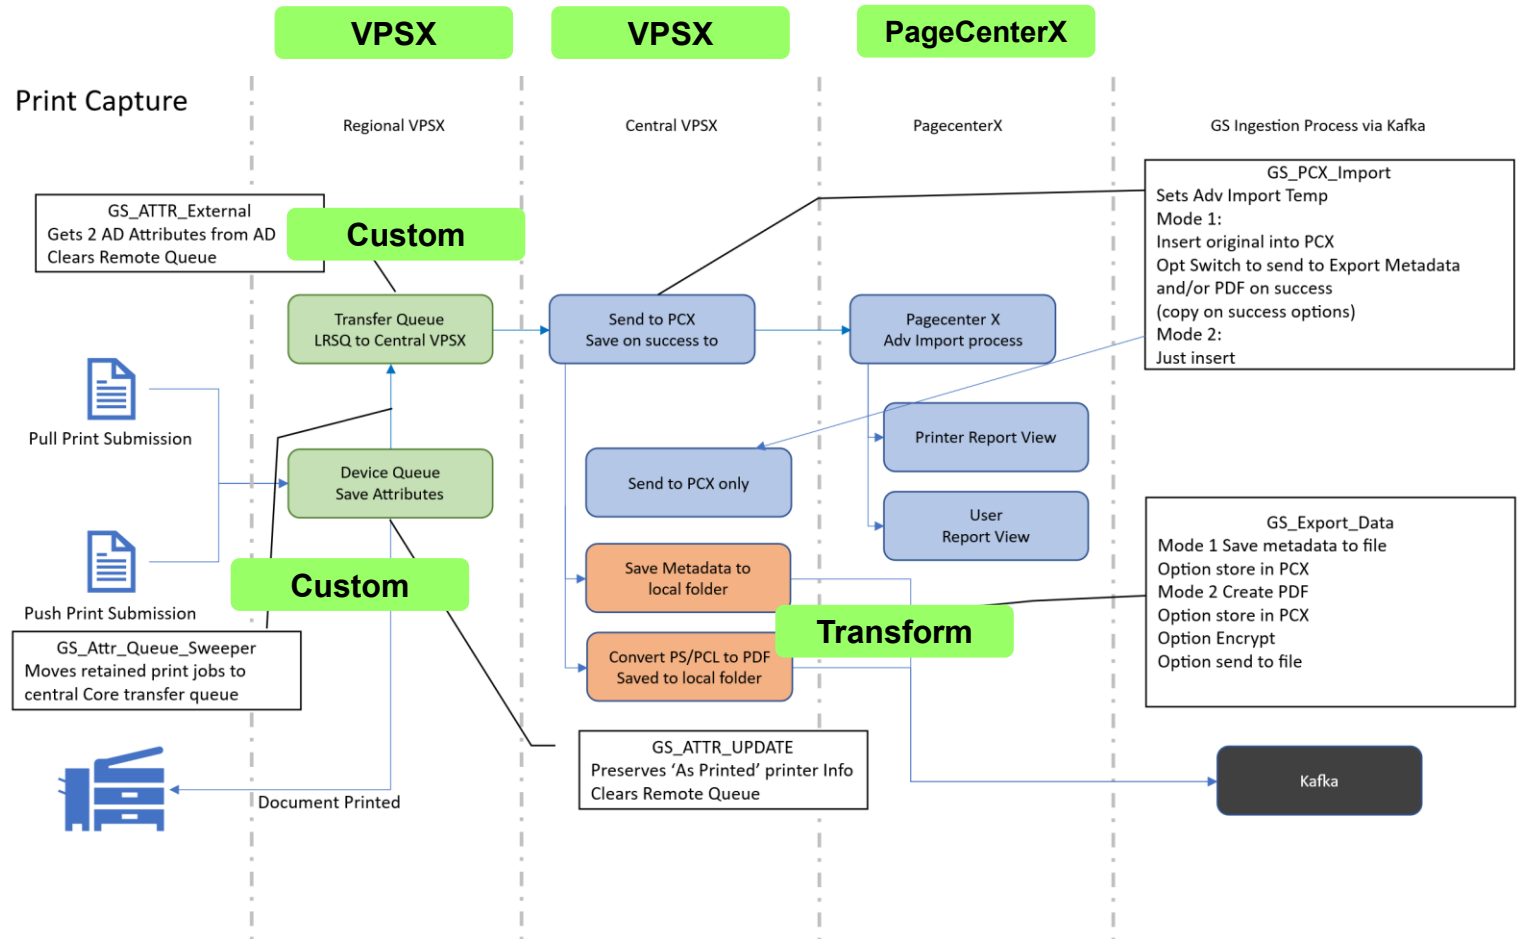 VPSX
VPSX
PageCenterX
Print Capture
Regional VPSX
Central VPSX
PagecenterX
GS Ingestion Process via Kafka
GS_ATTR_External
Gets 2 AD Attributes from AD
Clears Remote Queue
Custom
GS_PCX_Import
Sets Adv Import Temp
Mode 1:
Insert original into PCX
Opt Switch to send to Export Metadata
and/or PDF on success
(copy on success options)
Mode 2:
Just insert
Transfer Queue
LRSQ to Central VPSX
Send to PCX
Save on success to
Pagecenter X
Adv Import process
Pull Print Submission
Printer Report View
Device Queue
Save Attributes
Send to PCX only
User
Report View
GS_Export_Data
Mode 1 Save metadata to file
Option store in PCX
Mode 2 Create PDF
Option store in PCX
Option Encrypt
Option send to file
Push Print Submission
Custom
Save Metadata to
local folder
Transform
GS_Attr_Queue_Sweeper
Moves retained print jobs to
central Core transfer queue
Convert PS/PCL to PDF
Saved to local folder
GS_ATTR_UPDATE
Preserves ‘As Printed’ printer Info
Clears Remote Queue
Document Printed
Kafka